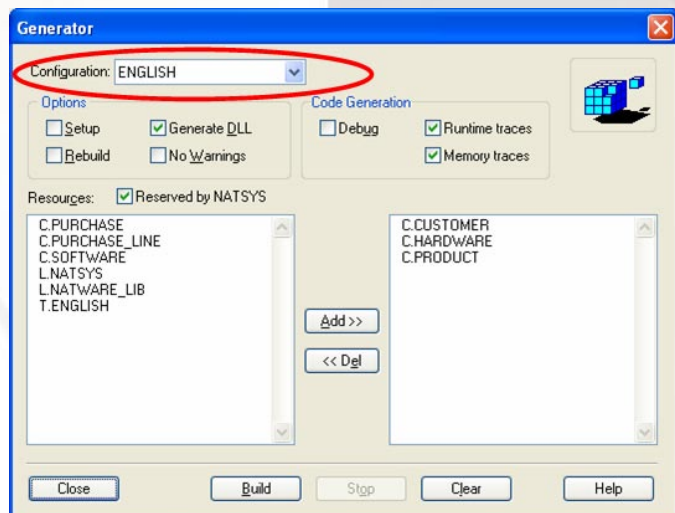 Generator
Configuration: ENGLISH
Options
Setup
Generate DLL
Rebuild
No Warnings
Code Generation
Debug
Runtime traces
Memory traces
Resources:
Reserved by NATSYS
C.PURCHASE
C.PURCHASE_LINE
C.SOFTWARE
L.NATSYS
L.NATWARE_LIB
T.ENGLISH
Add >>
<< Del
C.CUSTOMER
C.HARDWARE
C.PRODUCT
Close
Build
Stop
Clear
Help